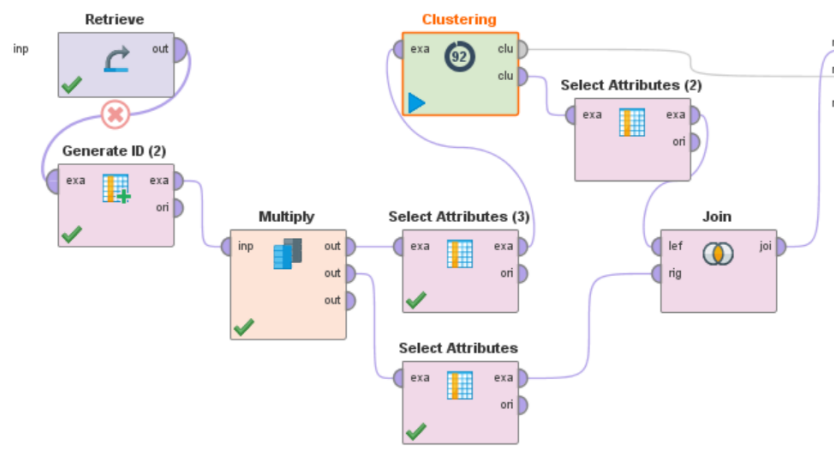 Retrieve
inp
out
Generate ID (2)
exa
exa
ori
Multiply
inp
out
out
out
Clustering
exa
92
clu
clu
Select Attributes (2)
exa
exa
ori
Select Attributes (3)
exa
exa
ori
Select Attributes
exa
exa
ori
Join
lef
joi
rig